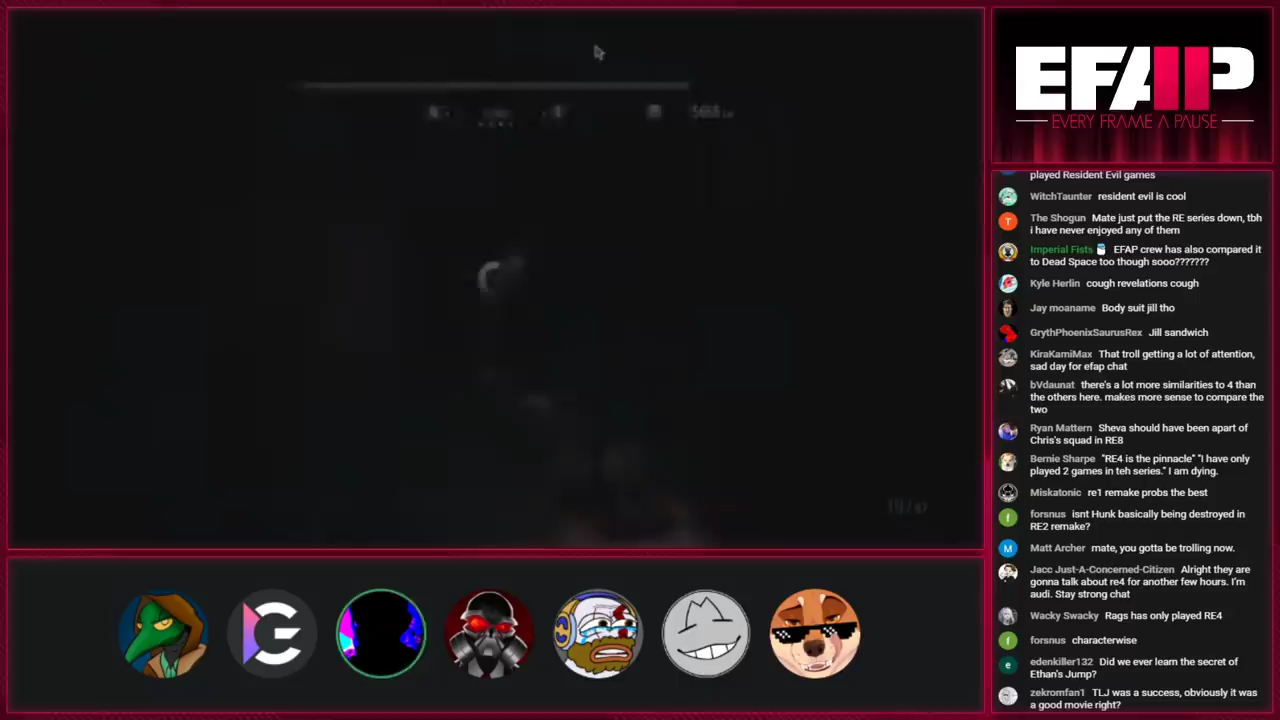 EFAP
EVERY FRAME A PAUSE
played Resident Evil games
WitchTaunter resident evil is cool
The Shogun Mate just put the RE series down, tbh
i have never enjoyed any of them
Imperial Fists EFAP crew has also compared it
to Dead Space too though sooo???????
Kyle Herlin cough revelations cough
Jay moaname Body suit jill tho
GrythPhoenixSaurusRex Jill sandwich
KiraKamiMax That troll getting a lot of attention,
sad day for efap chat
bVdaunat there's a lot more similarities to 4 than
the others here. makes more sense to compare the
two
Ryan Mattern Sheva should have been apart of
Chris's squad in RE8
Bernie Sharpe "RE4 is the pinnacle" "I have only
played 2 games in teh series." I am dying.
Miskatonic re1 remake probs the best
forsnus isnt Hunk basically being destroyed in
RE2 remake?
Matt Archer mate, you gotta be trolling now.
Jacc Just-A-Concerned-Citizen Alright they are
gonna talk about re4 for another few hours. I'm
audi. Stay strong chat
Wacky Swacky Rags has only played RE4
forsnus characterwise
edenkiller132 Did we ever learn the secret of
Ethan's Jump?
zekromfan1 TLJ was a success, obviously it was
a good movie right?